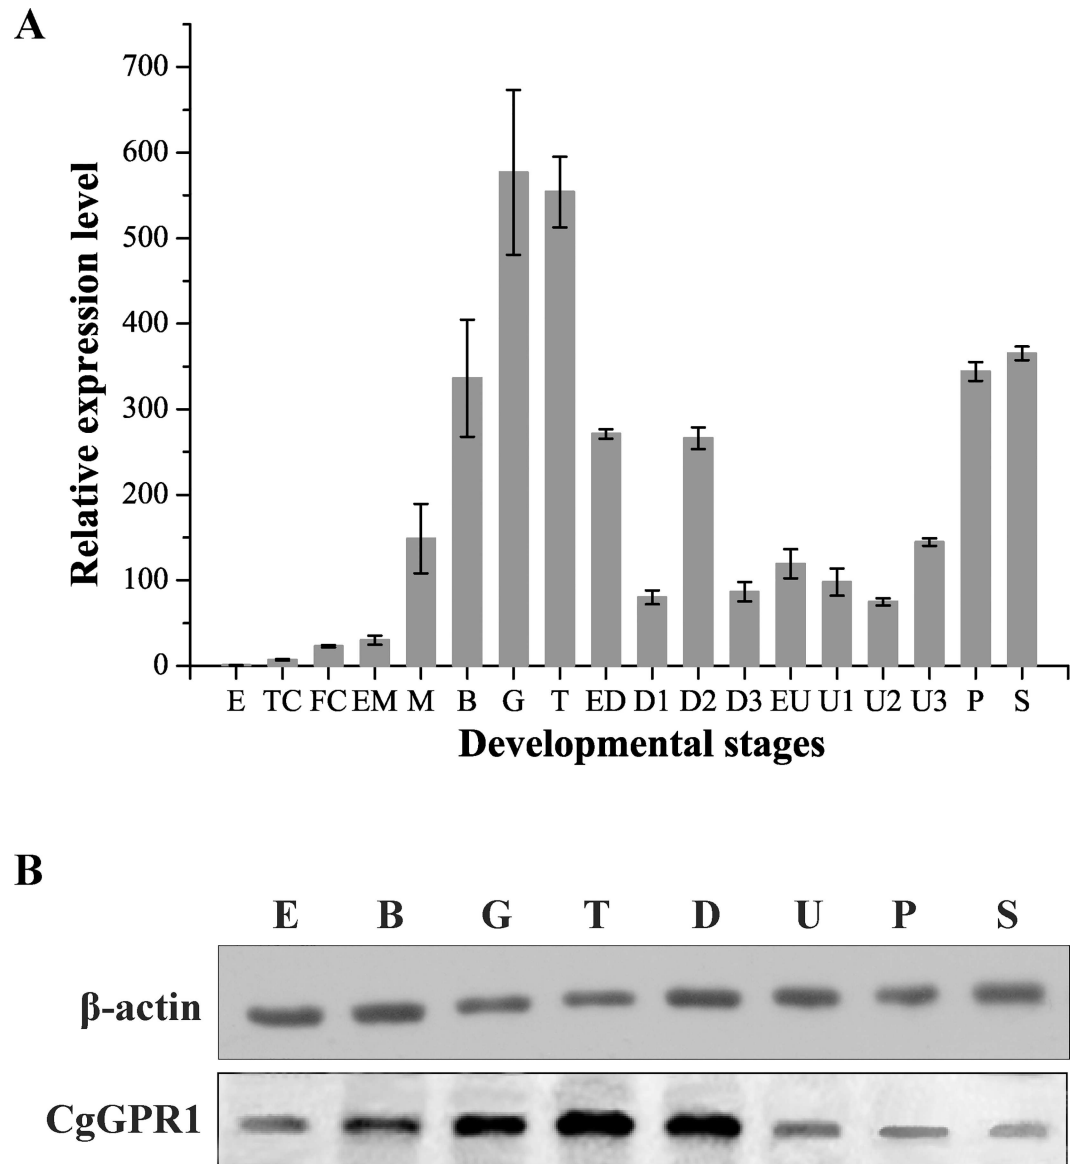 A
700
600
500
400
300
200
100
0
Relative expression level
E TC FC EM M B G T ED D1 D2 D3 EU U1 U2 U3 P S
Developmental stages
B
E B G T D U P S
β-actin
CgGPR1